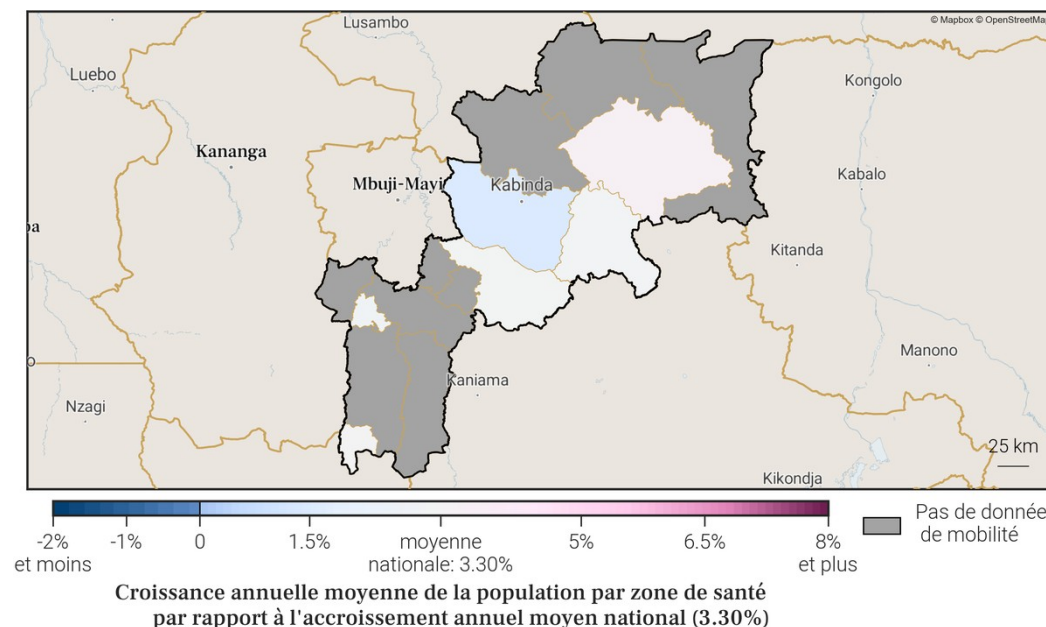 © Mapbox © OpenStreetMa
Lusambo
Luebo
Kongolo
Kananga
Mbuji-Mayi
Kabinda
Kabalo
ba
Kitanda
o
Manono
Kaniama
Nzagi
25 km
Kikondja
-2%
et moins
-1%
0
1.5%
moyenne
nationale: 3.30%
5%
6.5%
8%
et plus
Pas de donnée
de mobilité
Croissance annuelle moyenne de la population par zone de santé
par rapport à l'accroissement annuel moyen national (3.30%)